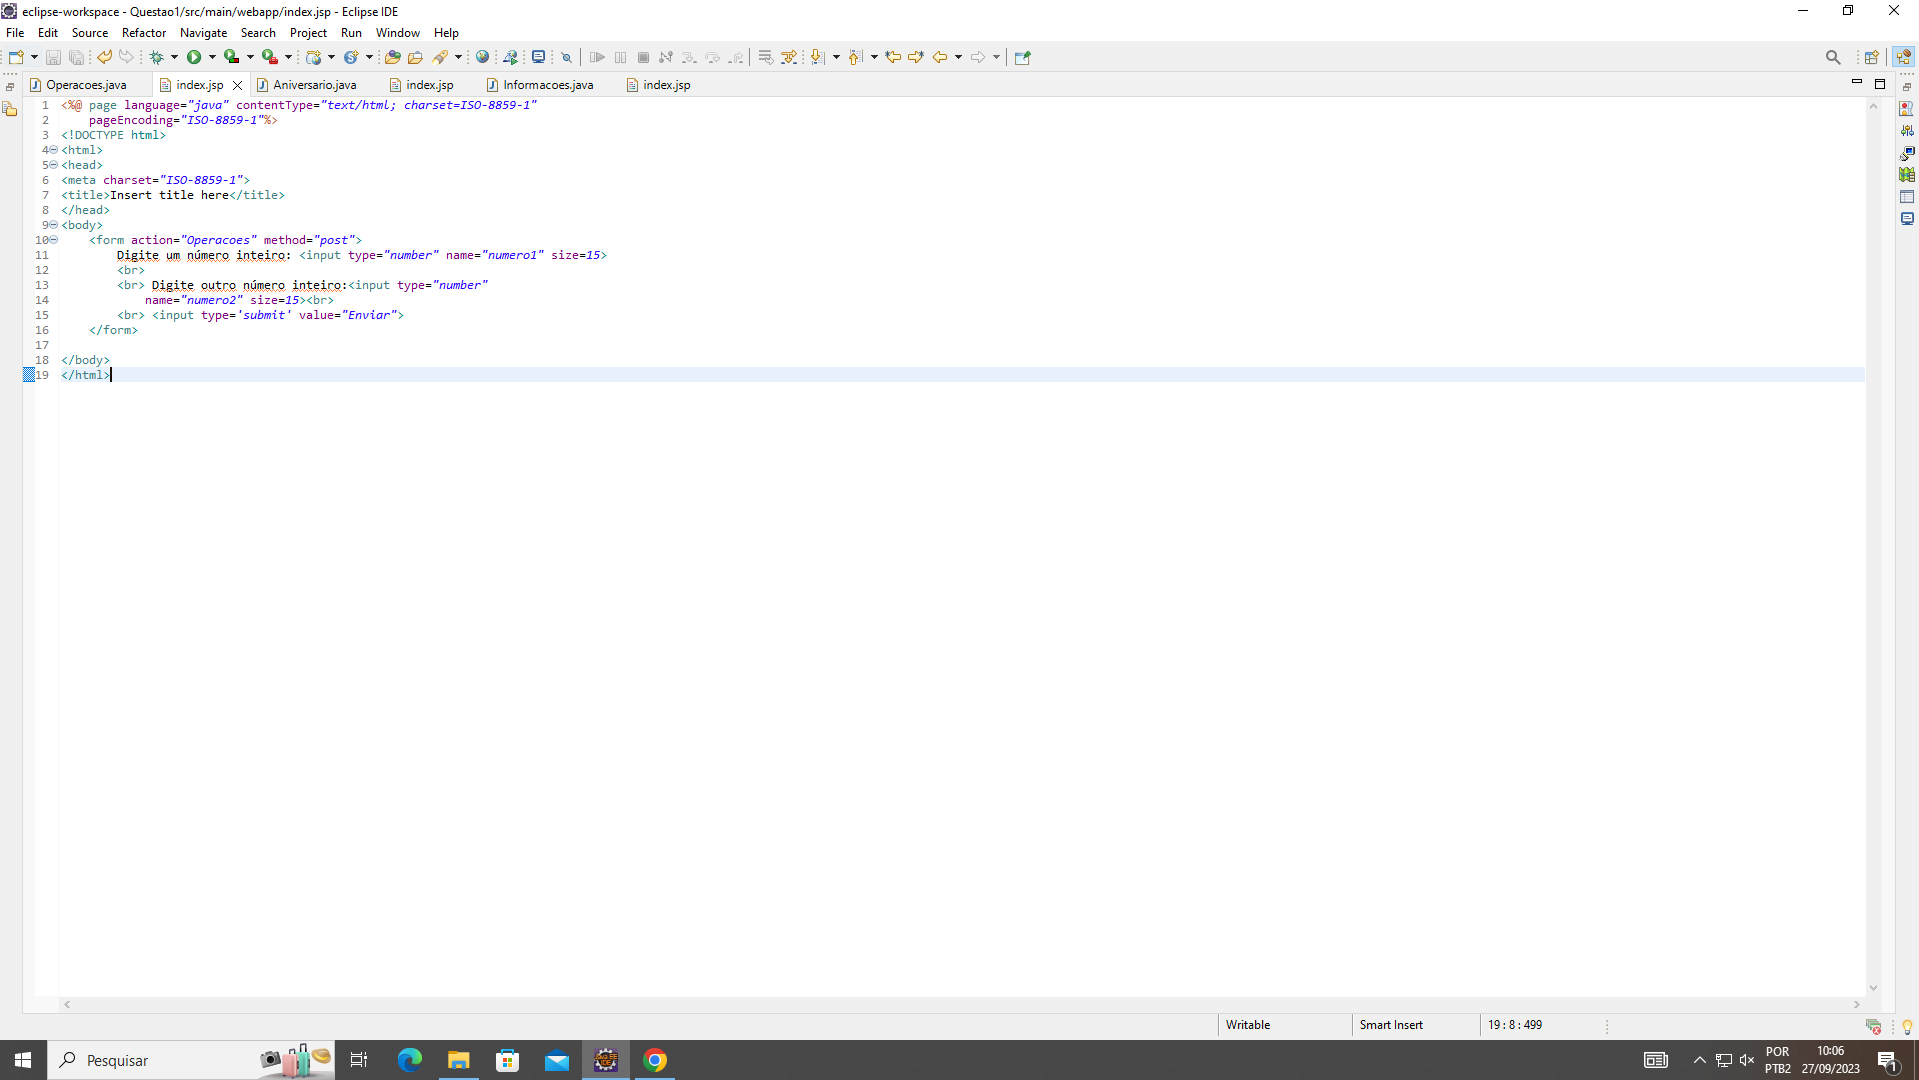 eclipse-workspace - Questao1/src/main/webapp/index.jsp - Eclipse IDE
File Edit Source Refactor Navigate Search Project Run Window Help
Operacoes.java index.jsp Aniversario.java index.jsp Informacoes.java index.jsp
1 <%@ page language="java" contentType="text/html; charset=ISO-8859-1"
2 pageEncoding="ISO-8859-1"%>
3 <!DOCTYPE html>
4 <html>
5 <head>
6 <meta charset="ISO-8859-1">
7 <title>Insert title here</title>
8 </head>
9 <body>
10 <form action="Operacoes" method="post">
11 Digite um número inteiro: <input type="number" name="numero1" size=15>
12 <br>
13 <br> Digite outro número inteiro:<input type="number"
14 name="numero2" size=15><br>
15 <br> <input type='submit' value="Enviar">
16 </form>
17
18 </body>
19 </html>
Writable Smart Insert 19 : 8 : 499
Pesquisar
POR 10:06
PTB2 27/09/2023
1